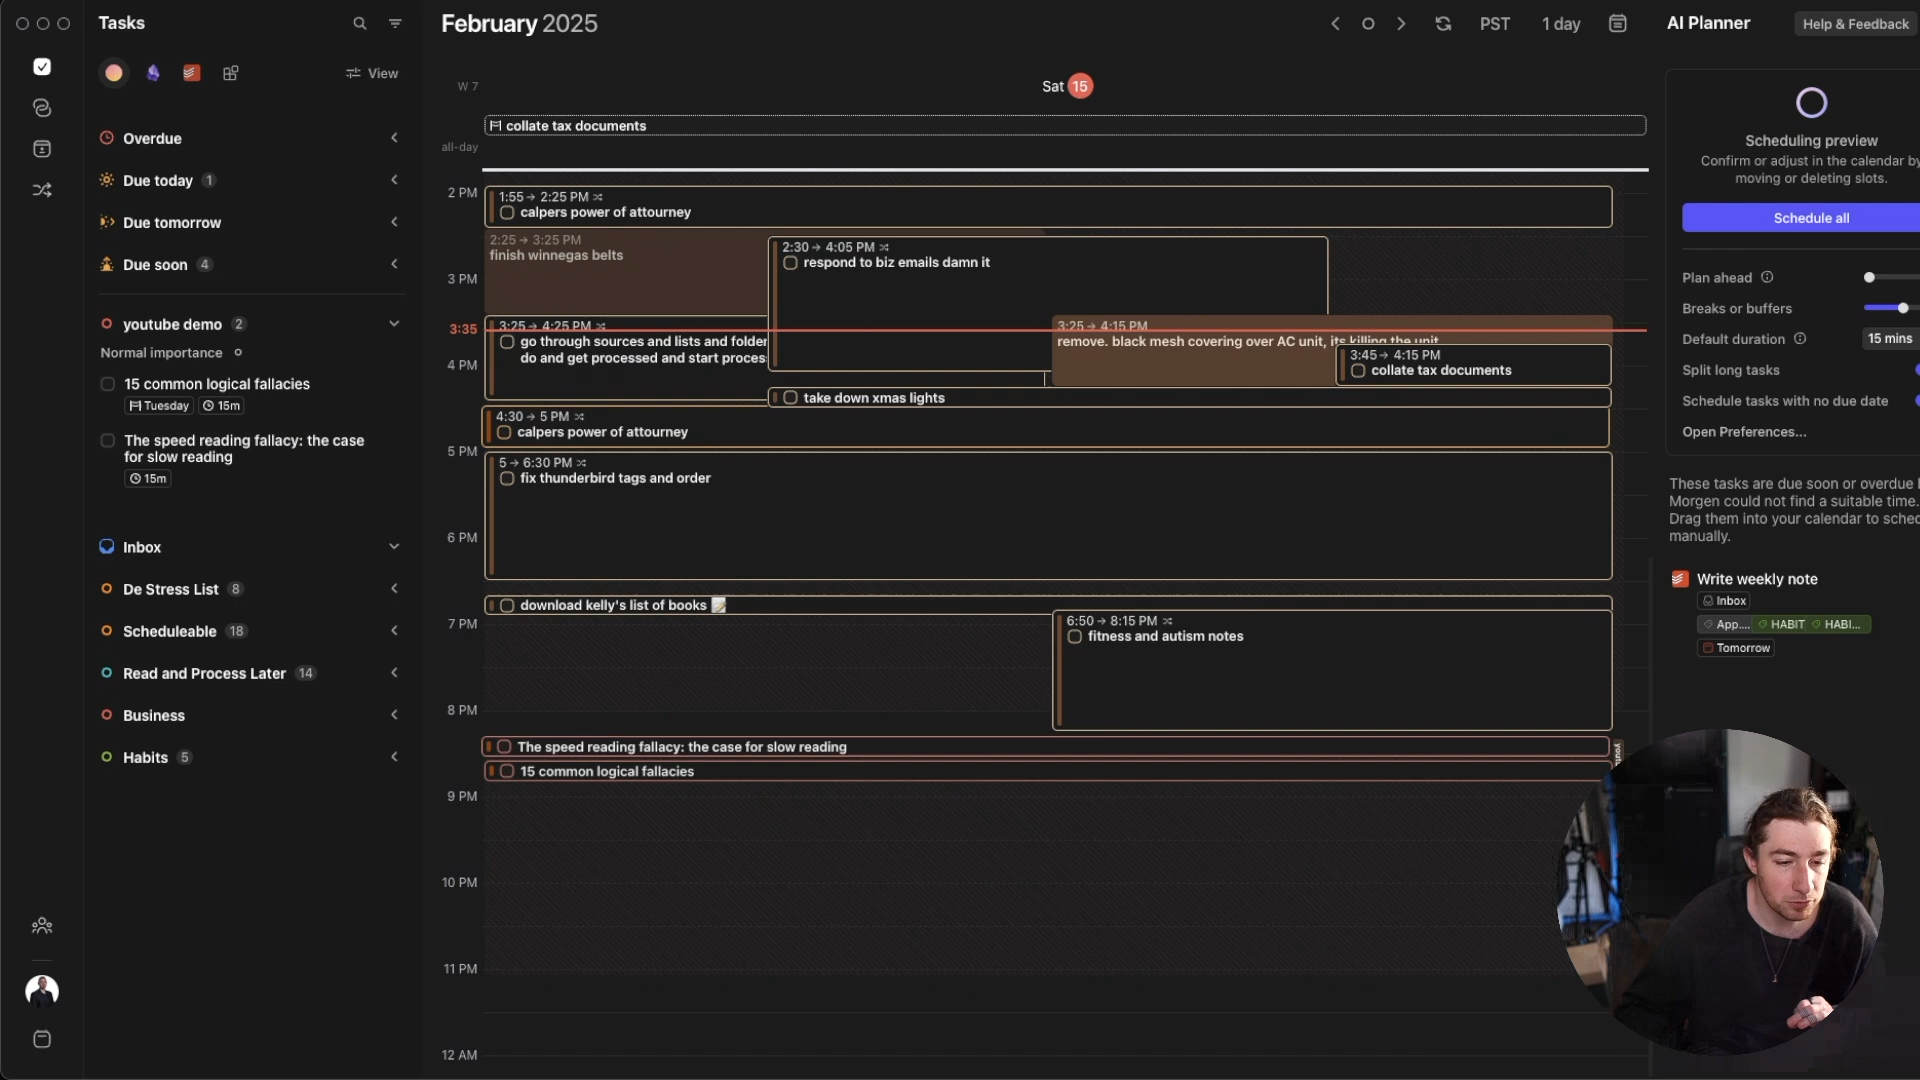 Tasks
View
Overdue
Due today 1
Due tomorrow
Due soon 4
youtube demo 2
Normal importance
15 common logical fallacies
Tuesday 15m
The speed reading fallacy: the case
for slow reading
15m
Inbox
De Stress List 8
Scheduleable 18
Read and Process Later 14
Business
Habits 5
February 2025
PST
1 day
W 7
Sat 15
collate tax documents
all-day
2 PM
3 PM
3:35
4 PM
5 PM
6 PM
7 PM
8 PM
9 PM
10 PM
11 PM
12 AM
1:55 → 2:25 PM
calpers power of attourney
2:25 → 3:25 PM
finish winnegas belts
2:30 → 4:05 PM
respond to biz emails damn it
3:25 → 4:25 PM
go through sources and lists and folder
do and get processed and start proces
3:25 → 4:15 PM
remove. black mesh covering over AC unit, its killing the unit
3:45 → 4:15 PM
collate tax documents
take down xmas lights
4:30 → 5 PM
calpers power of attourney
5 → 6:30 PM
fix thunderbird tags and order
download kelly's list of books
6:50 → 8:15 PM
fitness and autism notes
The speed reading fallacy: the case for slow reading
15 common logical fallacies
AI Planner
Help & Feedback
Scheduling preview
Confirm or adjust in the calendar by
moving or deleting slots.
Schedule all
Plan ahead
Breaks or buffers
Default duration 15 mins
Split long tasks
Schedule tasks with no due date
Open Preferences...
These tasks are due soon or overdue
Morgen could not find a suitable time.
Drag them into your calendar to sched
manually.
Write weekly note
Inbox
App.... HABIT HABI...
Tomorrow